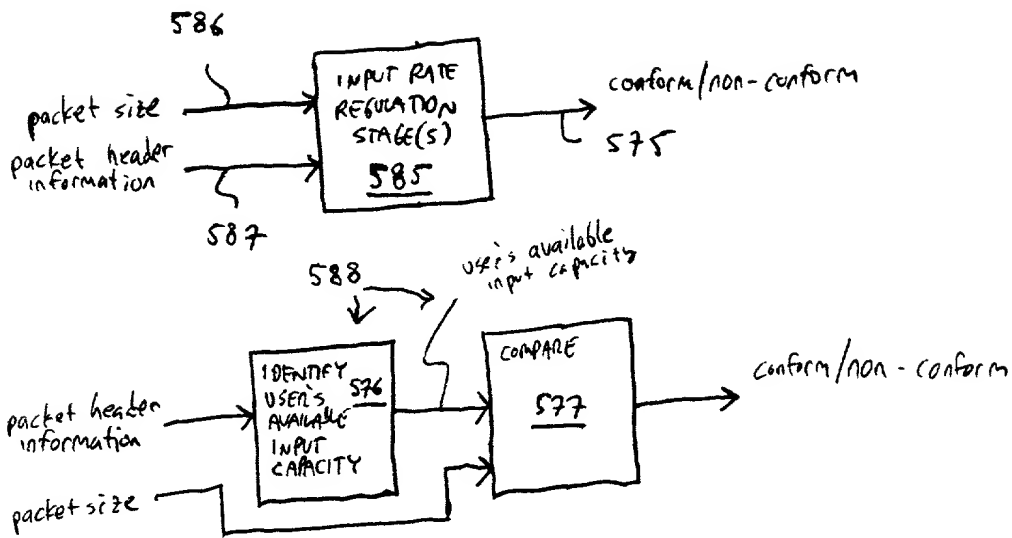 586
packet size
packet header
information
587
INPUT RATE
REGULATION
STAGE(S)
585
conform/non-conform
575
588
user's available
input capacity
packet header
information
packet size
IDENTIFY
USER'S 576
AVAILABLE
INPUT
CAPACITY
COMPARE
577
conform/non-conform